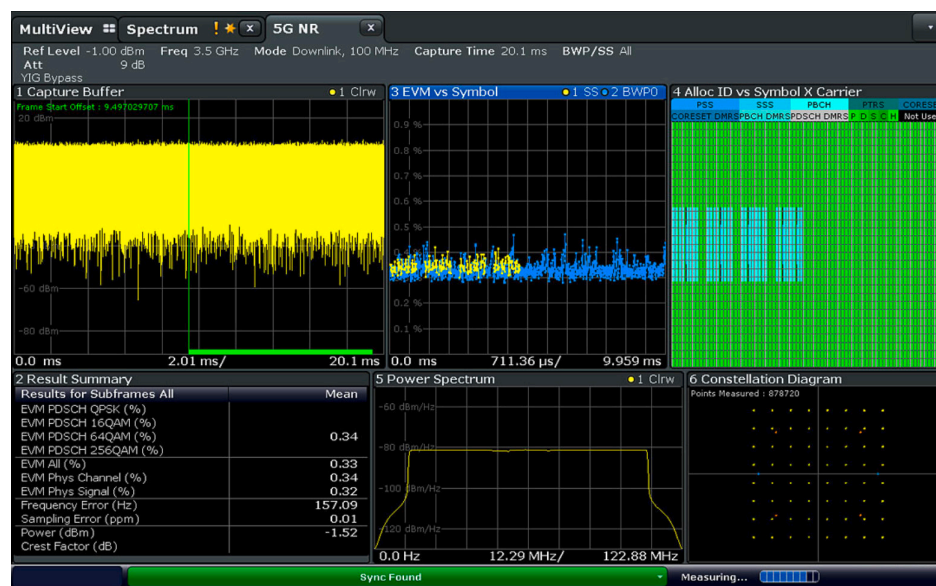 MultiView Spectrum ! x 5G NR x
Ref Level -1.00 dBm Freq 3.5 GHz Mode Downlink, 100 MHz Capture Time 20.1 ms BWP/SS All
Att 9 dB
YIG Bypass
1 Capture Buffer 1 Clrw
Frame Start Offset : 9.497029707 ms
20 dBm
-60 dBm
-80 dBm
0.0 ms 2.01 ms/ 20.1 ms
3 EVM vs Symbol 1 SS 2 BWP0
0.9 %
0.8 %
0.7 %
0.6 %
0.5 %
0.4 %
0.2 %
0.1 %
0.0 ms 711.36 µs/ 9.959 ms
4 Alloc ID vs Symbol X Carrier
PSS SSS PBCH PTRS CORESE
CORESET DMRS PBCH DMRS PDSCH DMRS P D S C H Not Use
2 Result Summary
Results for Subframes All Mean
EVM PDSCH QPSK (%)
EVM PDSCH 16QAM (%)
EVM PDSCH 64QAM (%) 0.34
EVM PDSCH 256QAM (%)
EVM All (%) 0.33
EVM Phys Channel (%) 0.34
EVM Phys Signal (%) 0.32
Frequency Error (Hz) 157.09
Sampling Error (ppm) 0.01
Power (dBm) -1.52
Crest Factor (dB)
5 Power Spectrum 1 Clrw
-60 dBm/Hz
-80 dBm/Hz
-100 dBm/Hz
-120 dBm/Hz
0.0 Hz 12.29 MHz/ 122.88 MHz
6 Constellation Diagram
Points Measured : 878720
Sync Found Measuring...